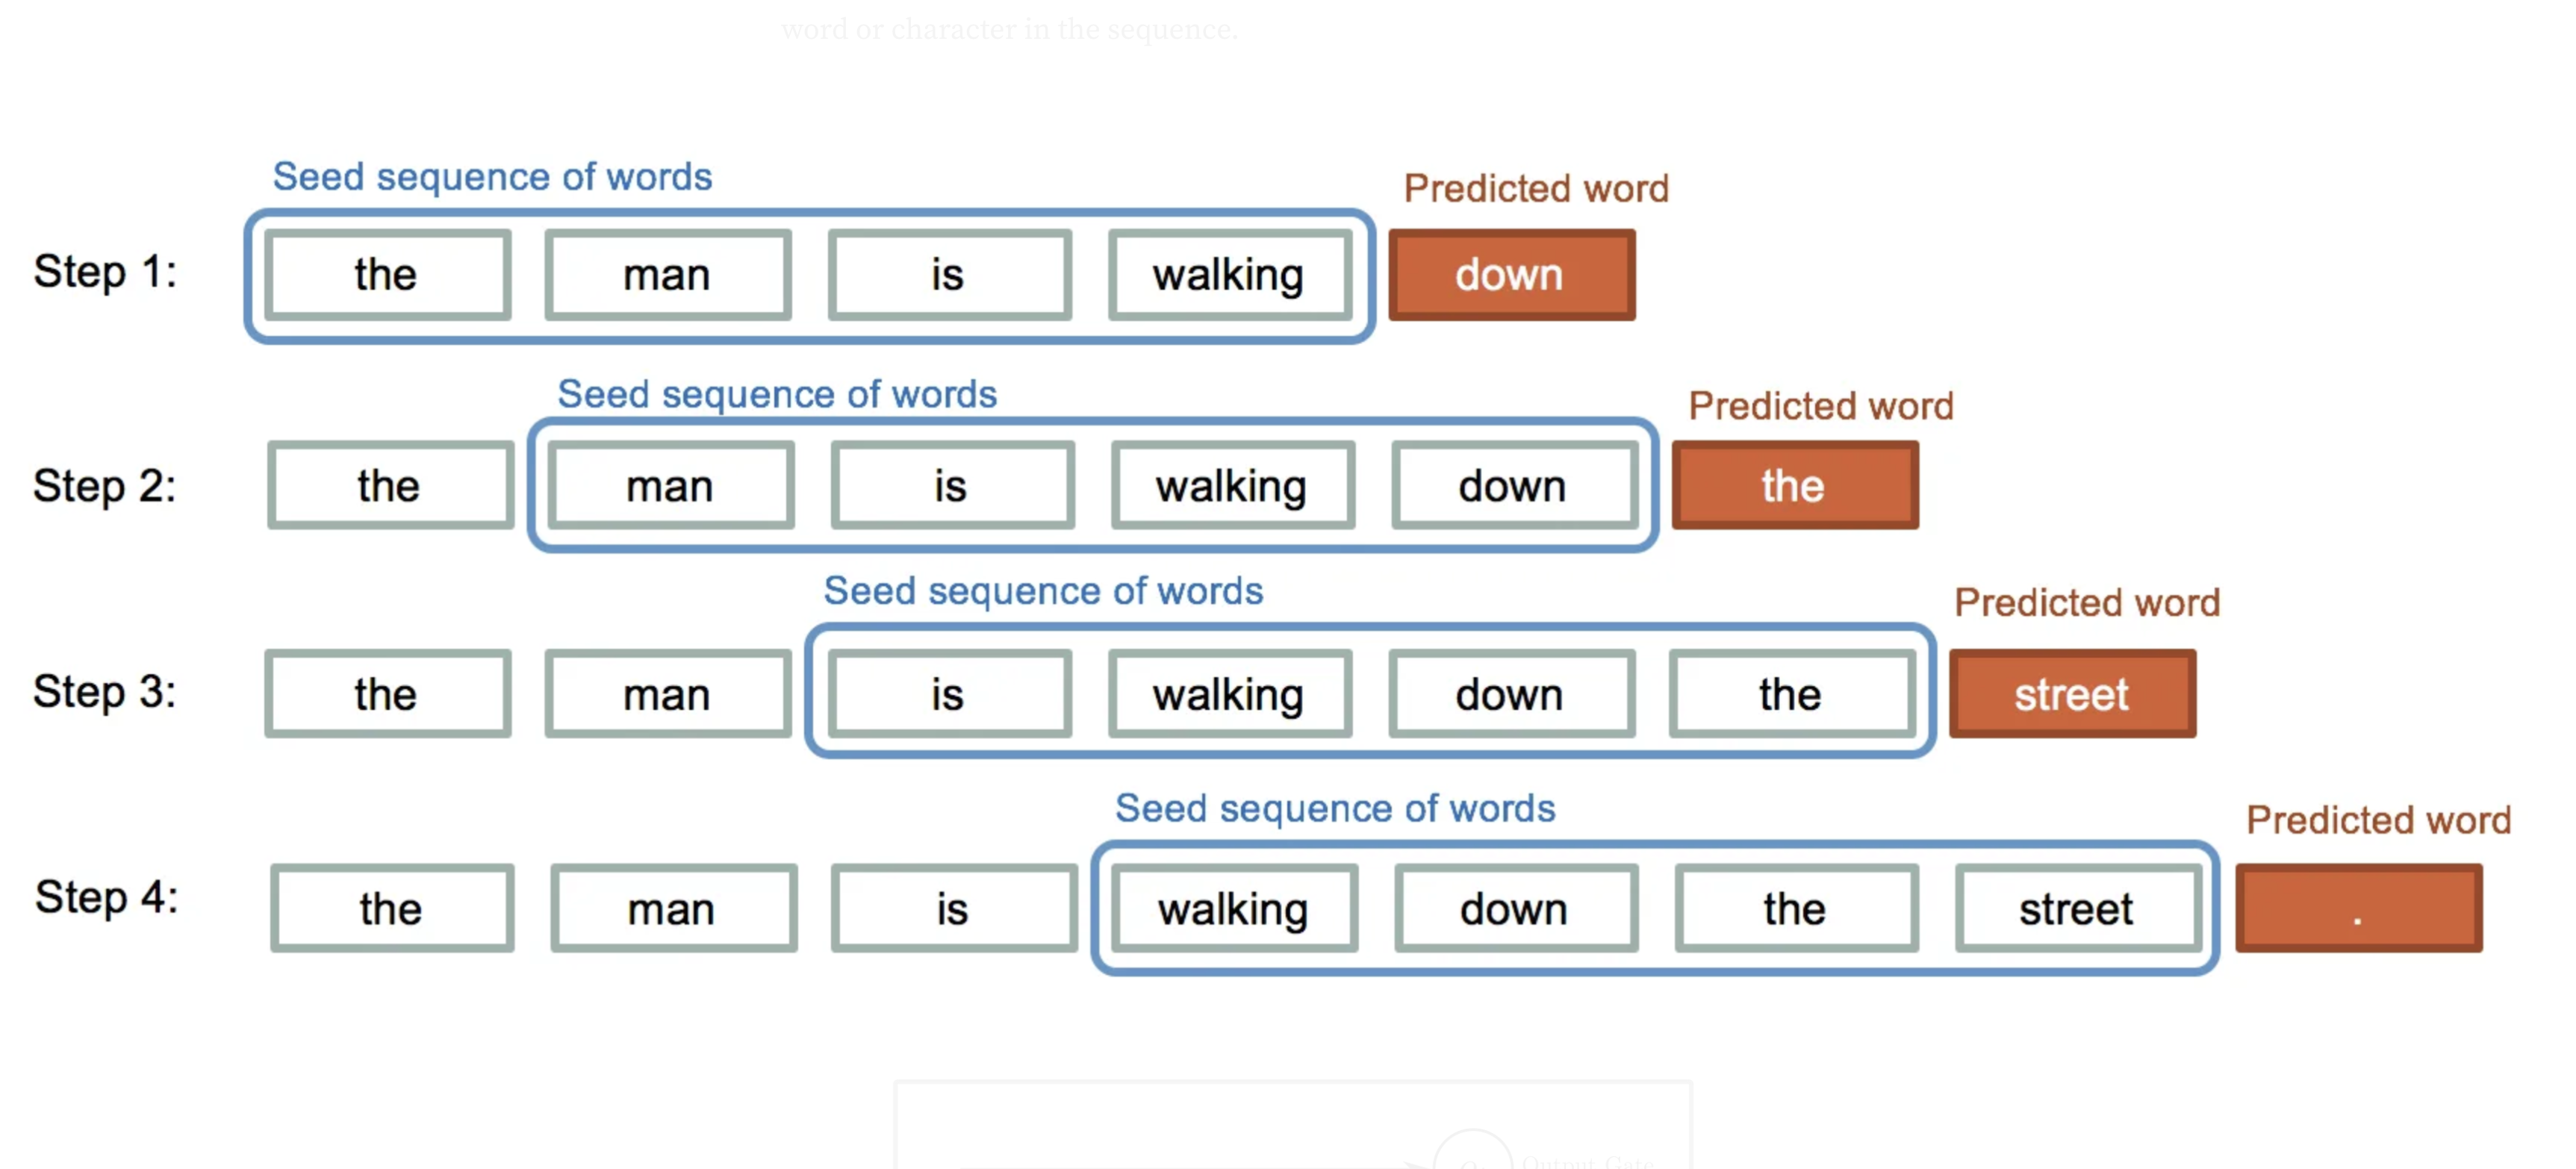 word or character in the sequence.
Seed sequence of words
Predicted word
Step 1: the man is walking down
Seed sequence of words
Predicted word
Step 2: the man is walking down the
Seed sequence of words
Predicted word
Step 3: the man is walking down the street
Seed sequence of words
Predicted word
Step 4: the man is walking down the street .
Output Gate